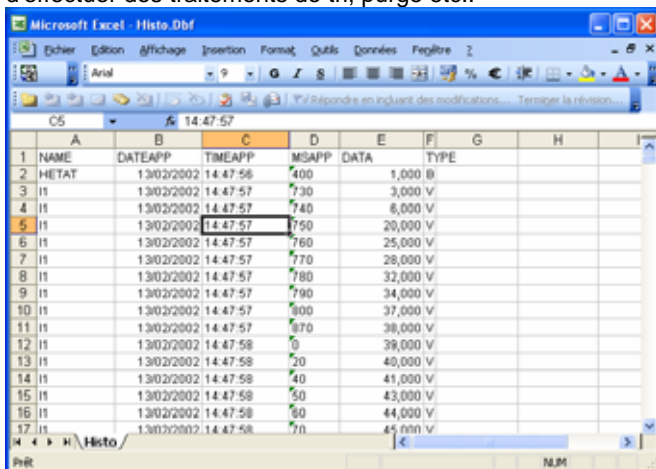 d'effectuer des traitements de tri, purge etc..
Microsoft Excel - Histo.Dbf
Fichier Edition Affichage Insertion Format Outils Données Fenêtre ?
Arial 9 G I S % €
Répondre en incluant des modifications... Terminer la révision...
C5 fx 14:47:57
A B C D E F G H
1 NAME DATEAPP TIMEAPP MSAPP DATA TYPE
2 HETAT 13/02/2002 14:47:56 400 1,000 B
3 I1 13/02/2002 14:47:57 730 3,000 V
4 I1 13/02/2002 14:47:57 740 6,000 V
5 I1 13/02/2002 14:47:57 750 20,000 V
6 I1 13/02/2002 14:47:57 760 25,000 V
7 I1 13/02/2002 14:47:57 770 28,000 V
8 I1 13/02/2002 14:47:57 780 32,000 V
9 I1 13/02/2002 14:47:57 790 34,000 V
10 I1 13/02/2002 14:47:57 800 37,000 V
11 I1 13/02/2002 14:47:57 870 38,000 V
12 I1 13/02/2002 14:47:58 0 39,000 V
13 I1 13/02/2002 14:47:58 20 40,000 V
14 I1 13/02/2002 14:47:58 40 41,000 V
15 I1 13/02/2002 14:47:58 50 43,000 V
16 I1 13/02/2002 14:47:58 60 44,000 V
17 I1 13/02/2002 14:47:58 70 45,000 V
Histo
Prêt NUM